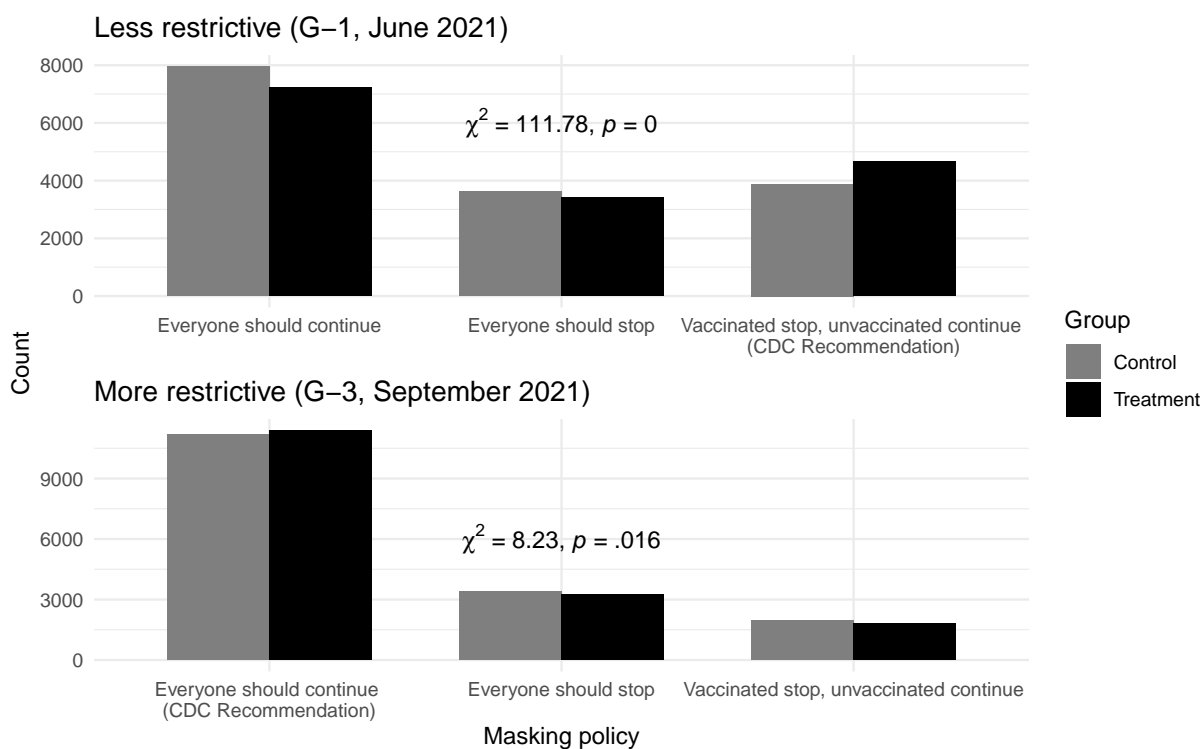 Less restrictive (G−1, June 2021)
8000
6000
4000
2000
0
χ² = 111.78, p = 0
Everyone should continue
Everyone should stop
Vaccinated stop, unvaccinated continue
(CDC Recommendation)
Count
More restrictive (G−3, September 2021)
9000
6000
3000
0
χ² = 8.23, p = .016
Everyone should continue
(CDC Recommendation)
Everyone should stop
Vaccinated stop, unvaccinated continue
Masking policy
Group
Control
Treatment